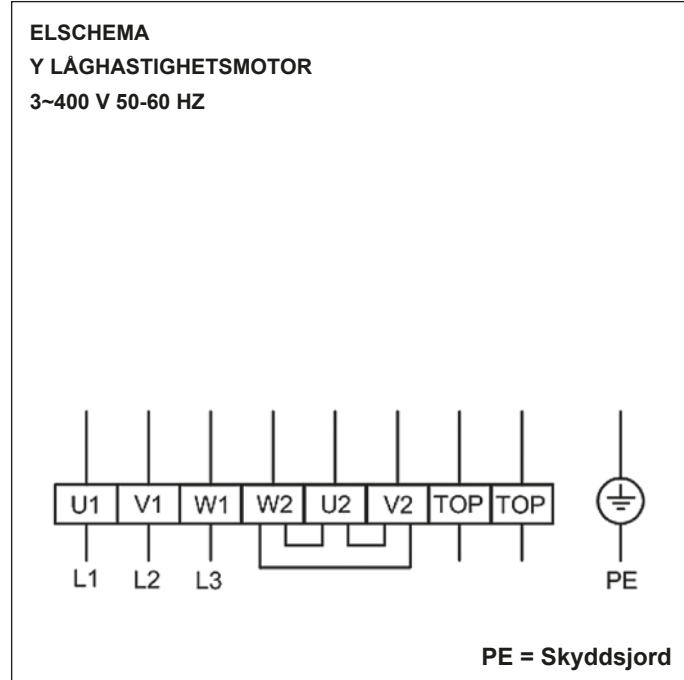 ELSCHEMA
Y LÅGHASTIGHETSMOTOR
3~400 V 50-60 HZ
U1 V1 W1 W2 U2 V2 TOP TOP
L1 L2 L3 PE
PE = Skyddsjord